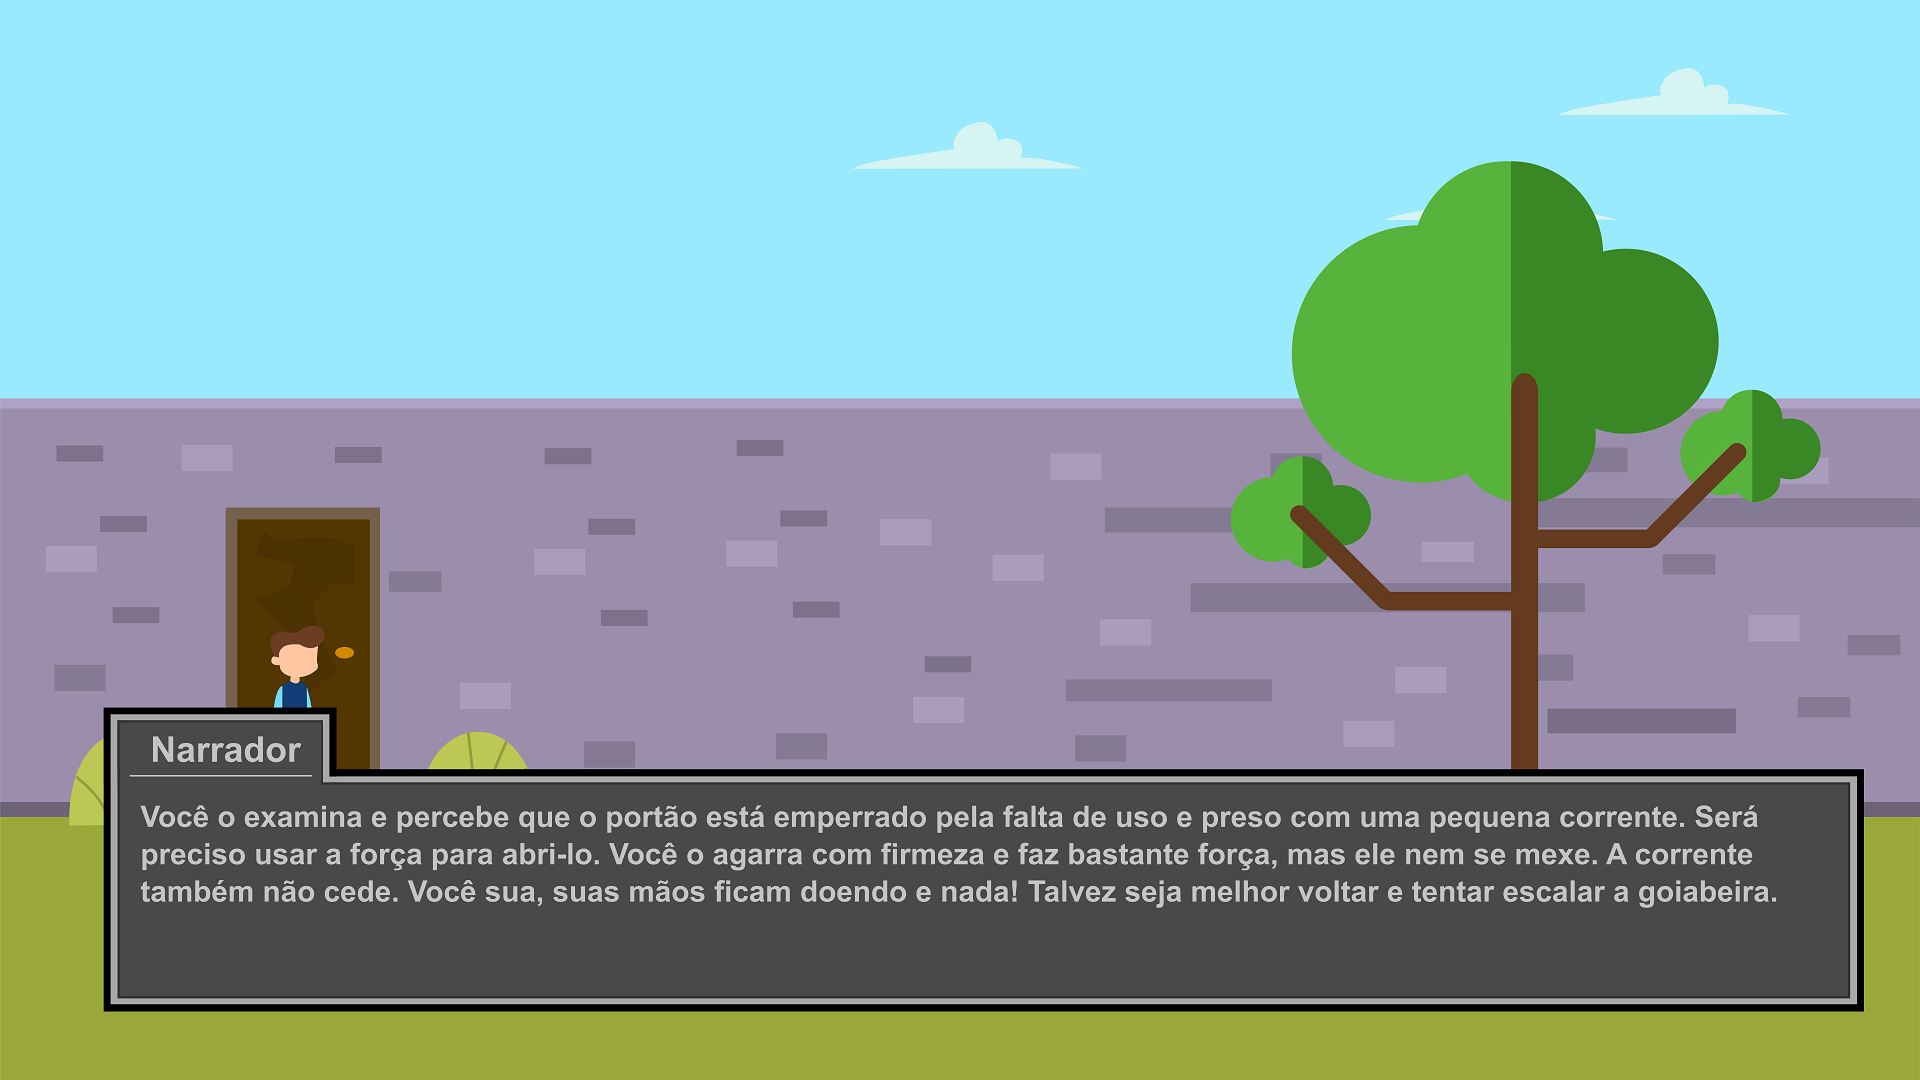 Narrador
Você o examina e percebe que o portão está emperrado pela falta de uso e preso com uma pequena corrente. Será
preciso usar a força para abri-lo. Você o agarra com firmeza e faz bastante força, mas ele nem se mexe. A corrente
também não cede. Você sua, suas mãos ficam doendo e nada! Talvez seja melhor voltar e tentar escalar a goiabeira.